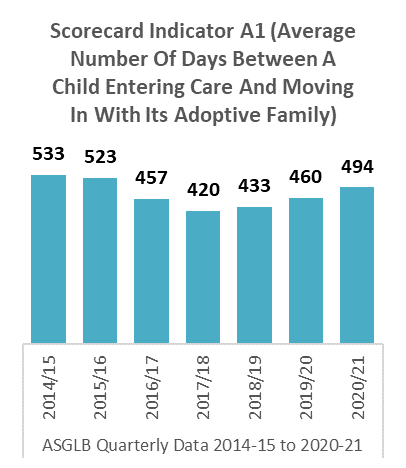 Scorecard Indicator A1 (Average
Number Of Days Between A
Child Entering Care And Moving
In With Its Adoptive Family)
533
523
457
420
433
460
494
2014/15
2015/16
2016/17
2017/18
2018/19
2019/20
2020/21
ASGLB Quarterly Data 2014-15 to 2020-21